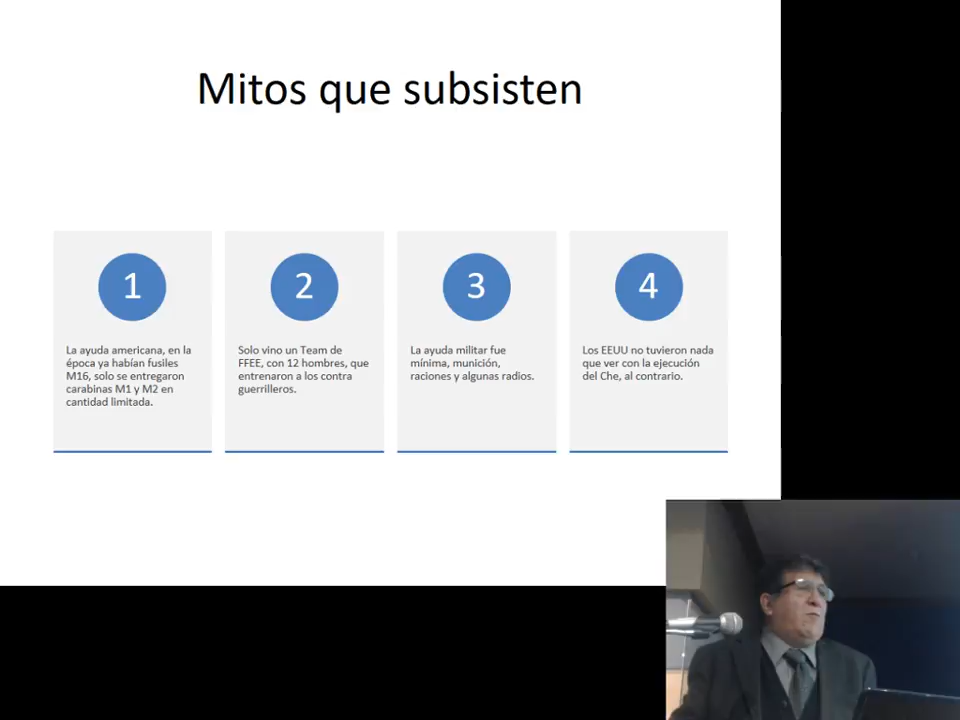 Mitos que subsisten
1
La ayuda americana, en la
época ya habían fusiles
M16, solo se entregaron
carabinas M1 y M2 en
cantidad limitada.
2
Solo vino un Team de
FFEE, con 12 hombres, que
entrenaron a los contra
guerrilleros.
3
La ayuda militar fue
mínima, munición,
raciones y algunas radios.
4
Los EEUU no tuvieron nada
que ver con la ejecución
del Che, al contrario.